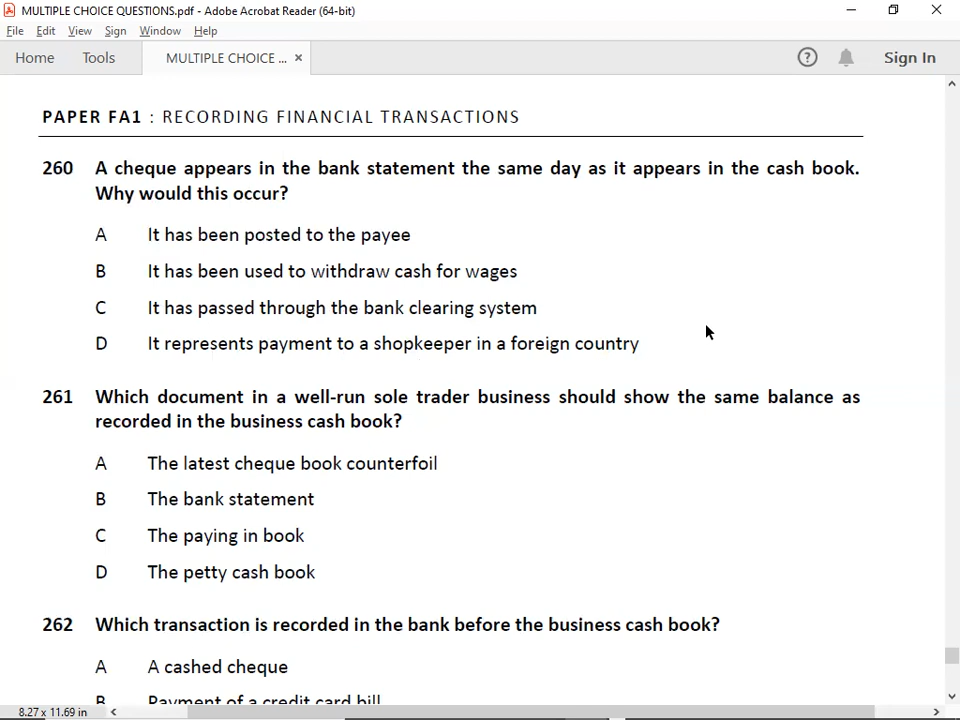 MULTIPLE CHOICE QUESTIONS.pdf - Adobe Acrobat Reader (64-bit)
File Edit View Sign Window Help
Home Tools MULTIPLE CHOICE ... × Sign In
PAPER FA1 : RECORDING FINANCIAL TRANSACTIONS
260 A cheque appears in the bank statement the same day as it appears in the cash book.
Why would this occur?
A It has been posted to the payee
B It has been used to withdraw cash for wages
C It has passed through the bank clearing system
D It represents payment to a shopkeeper in a foreign country
261 Which document in a well-run sole trader business should show the same balance as
recorded in the business cash book?
A The latest cheque book counterfoil
B The bank statement
C The paying in book
D The petty cash book
262 Which transaction is recorded in the bank before the business cash book?
A A cashed cheque
B Payment of a credit card bill
8.27 x 11.69 in